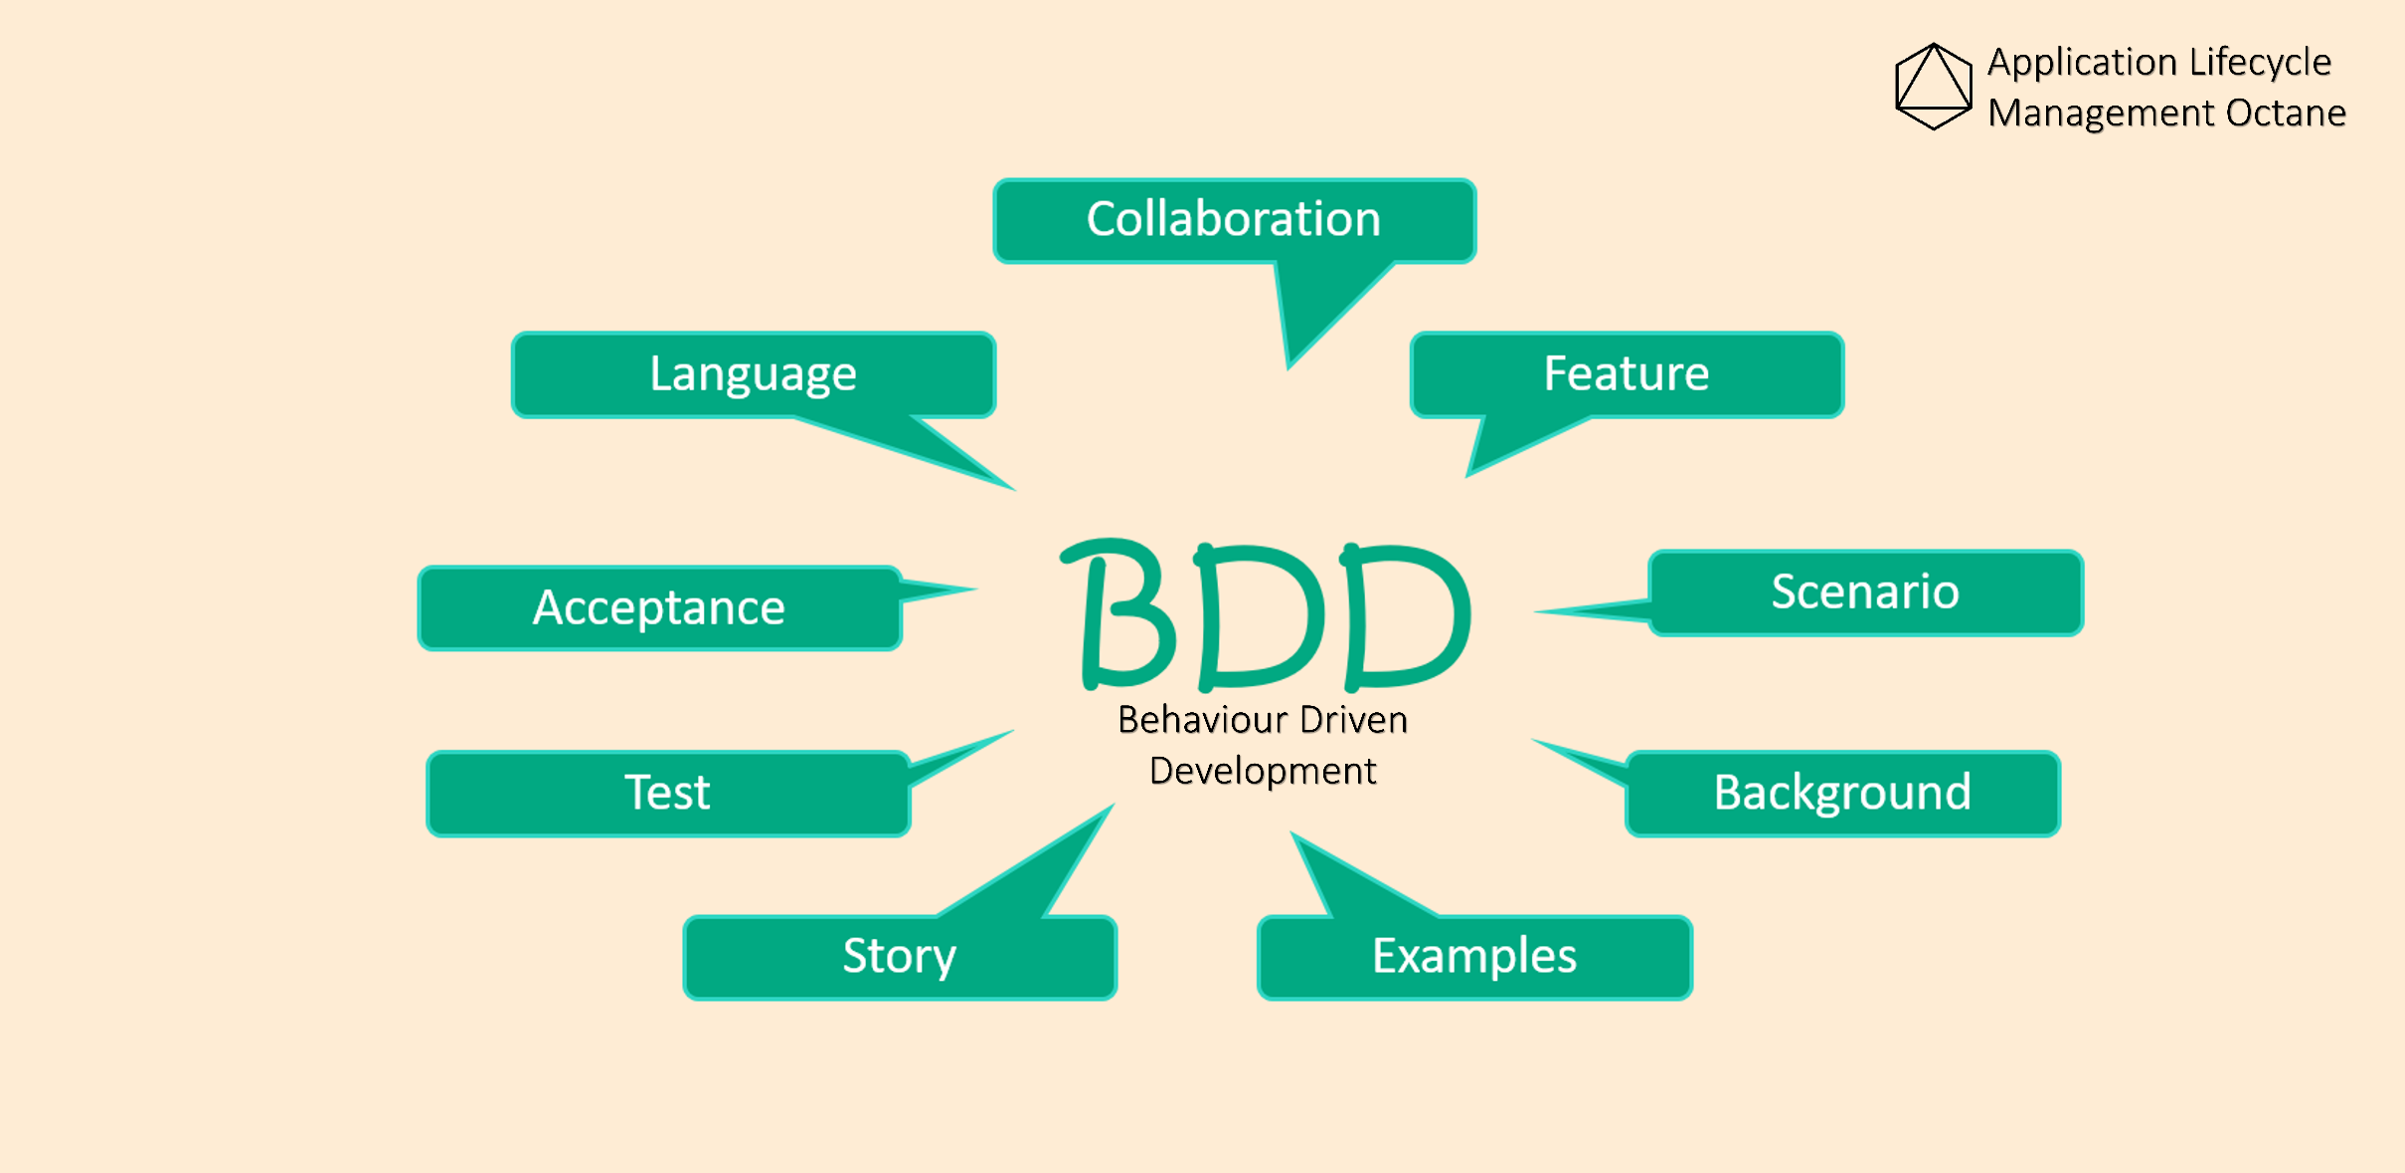 Application Lifecycle
Management Octane
Collaboration
Language
Feature
Acceptance
Scenario
BDD
Behaviour Driven
Development
Test
Background
Story
Examples